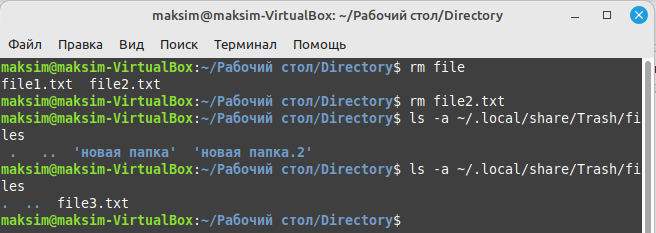 maksim@maksim-VirtualBox: ~/Рабочий стол/Directory
Файл Правка Вид Поиск Терминал Помощь
maksim@maksim-VirtualBox:~/Рабочий стол/Directory$ rm file
file1.txt  file2.txt
maksim@maksim-VirtualBox:~/Рабочий стол/Directory$ rm file2.txt
maksim@maksim-VirtualBox:~/Рабочий стол/Directory$ ls -a ~/.local/share/Trash/fi
les
.   ..  'новая папка'  'новая папка.2'
maksim@maksim-VirtualBox:~/Рабочий стол/Directory$ ls -a ~/.local/share/Trash/fi
les
.  ..  file3.txt
maksim@maksim-VirtualBox:~/Рабочий стол/Directory$